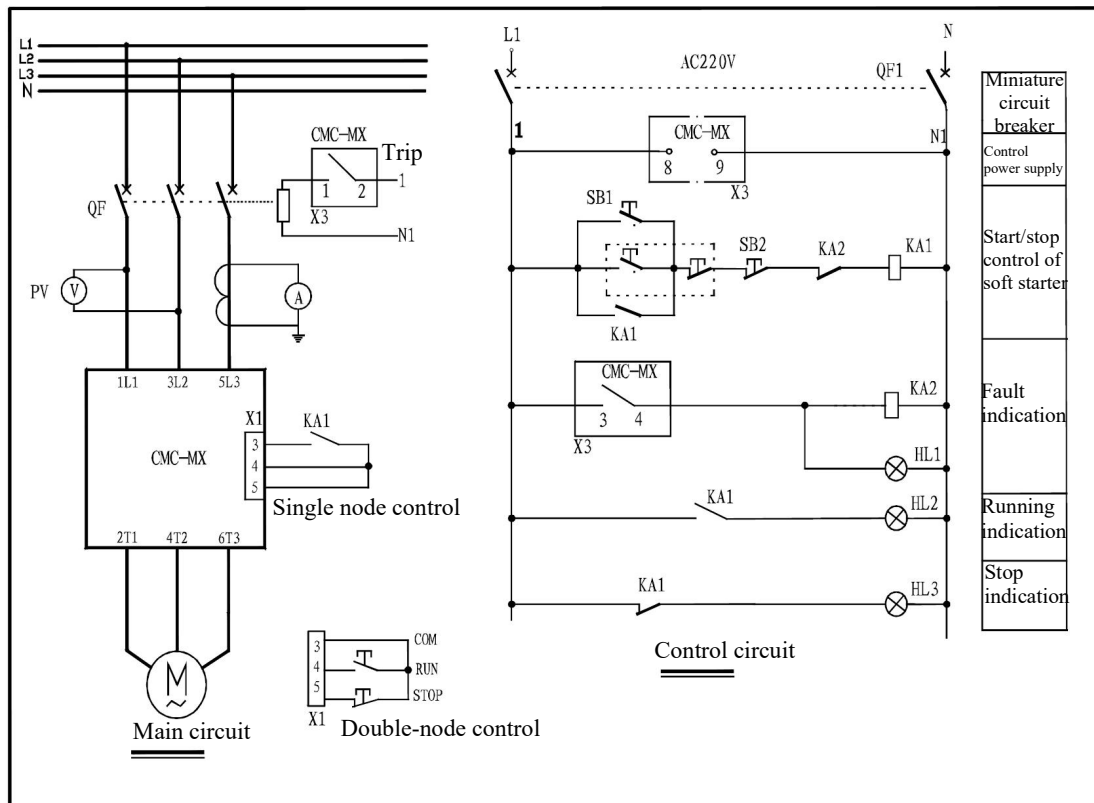 L1
L2
L3
N
QF
CMC-MX
Trip
1
2
1
X3
N1
PV
V
A
1L1
3L2
5L3
X1
CMC-MX
3
4
5
KA1
Single node control
2T1
4T2
6T3
M
~
Main circuit
3
4
5
X1
COM
RUN
STOP
Double-node control
L1
N
AC220V
QF1
1
N1
CMC-MX
8
9
X3
SB1
SB2
KA2
KA1
KA1
CMC-MX
3
4
X3
KA2
HL1
KA1
HL2
KA1
HL3
Control circuit
Miniature
circuit
breaker
Control
power supply
Start/stop
control of
soft starter
Fault
indication
Running
indication
Stop
indication